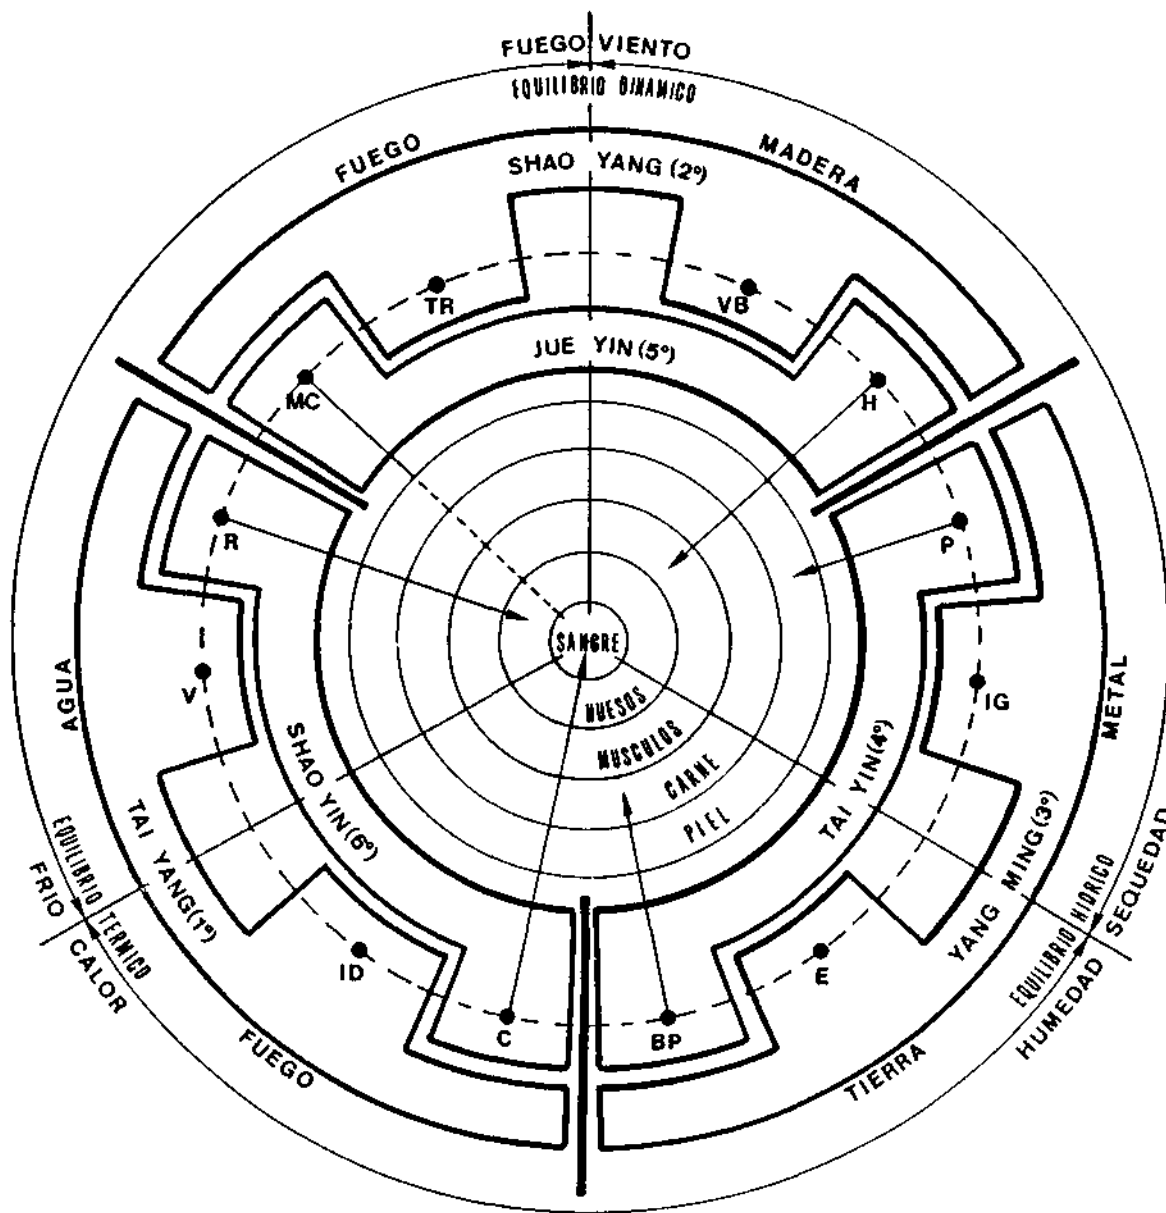 FUEGO VIENTO
EQUILIBRIO DINAMICO
FUEGO
MADERA
SHAO YANG (2º)
TR
VB
JUE YIN (5º)
MC
H
R
P
SANGRE
HUESOS
MUSCULOS
CARNE
PIEL
V
IG
AGUA
METAL
SHAO YIN (6º)
TAI YIN (4º)
TAI YANG (1º)
YANG MING (3º)
EQUILIBRIO TERMICO
FRIO
CALOR
EQUILIBRIO HIDRICO
SEQUEDAD
HUMEDAD
ID
E
C
BP
FUEGO
TIERRA